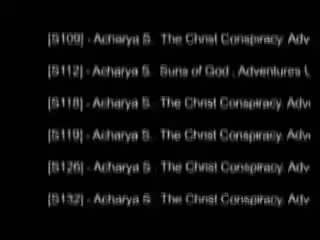 [S109] - Acharya S. The Christ Conspiracy. Adv
[S112] - Acharya S. Suns of God. Adventures U
[S118] - Acharya S. The Christ Conspiracy. Adv
[S119] - Acharya S. The Christ Conspiracy. Adv
[S126] - Acharya S. The Christ Conspiracy. Adv
[S132] - Acharya S. The Christ Conspiracy. Adv